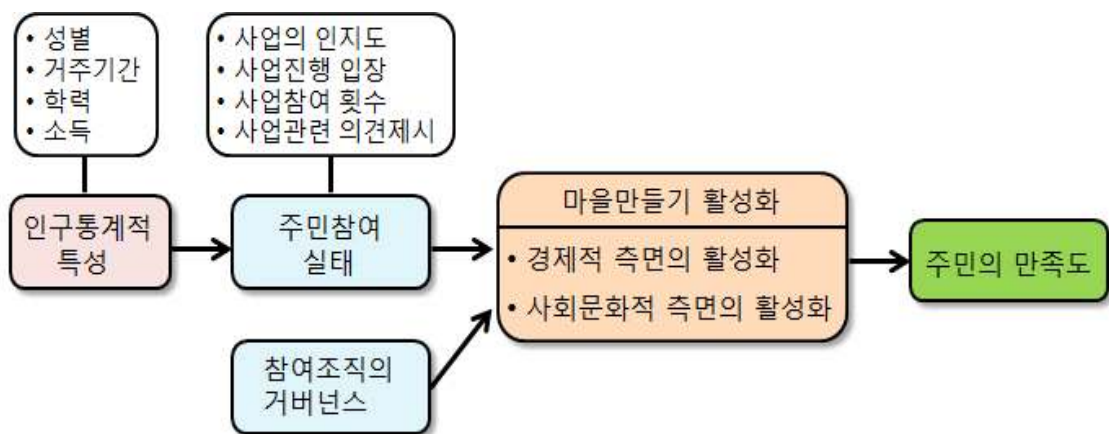 • 성별
• 거주기간
• 학력
• 소득
• 사업의 인지도
• 사업진행 입장
• 사업참여 횟수
• 사업관련 의견제시
인구통계적
특성
주민참여
실태
마을만들기 활성화
• 경제적 측면의 활성화
• 사회문화적 측면의 활성화
주민의 만족도
참여조직의
거버넌스